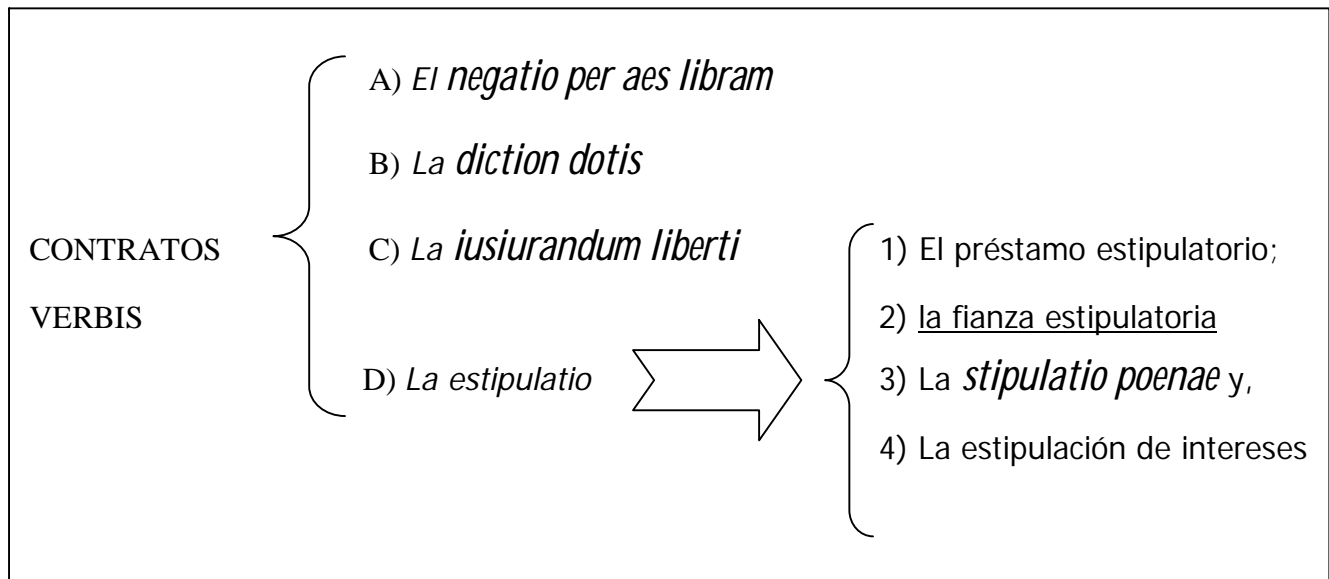 CONTRATOS
VERBIS
A) El negatio per aes libram
B) La diction dotis
C) La iusiurandum liberti
D) La estipulatio
1) El préstamo estipulatorio;
2) la fianza estipulatoria
3) La stipulatio poenae y,
4) La estipulación de intereses